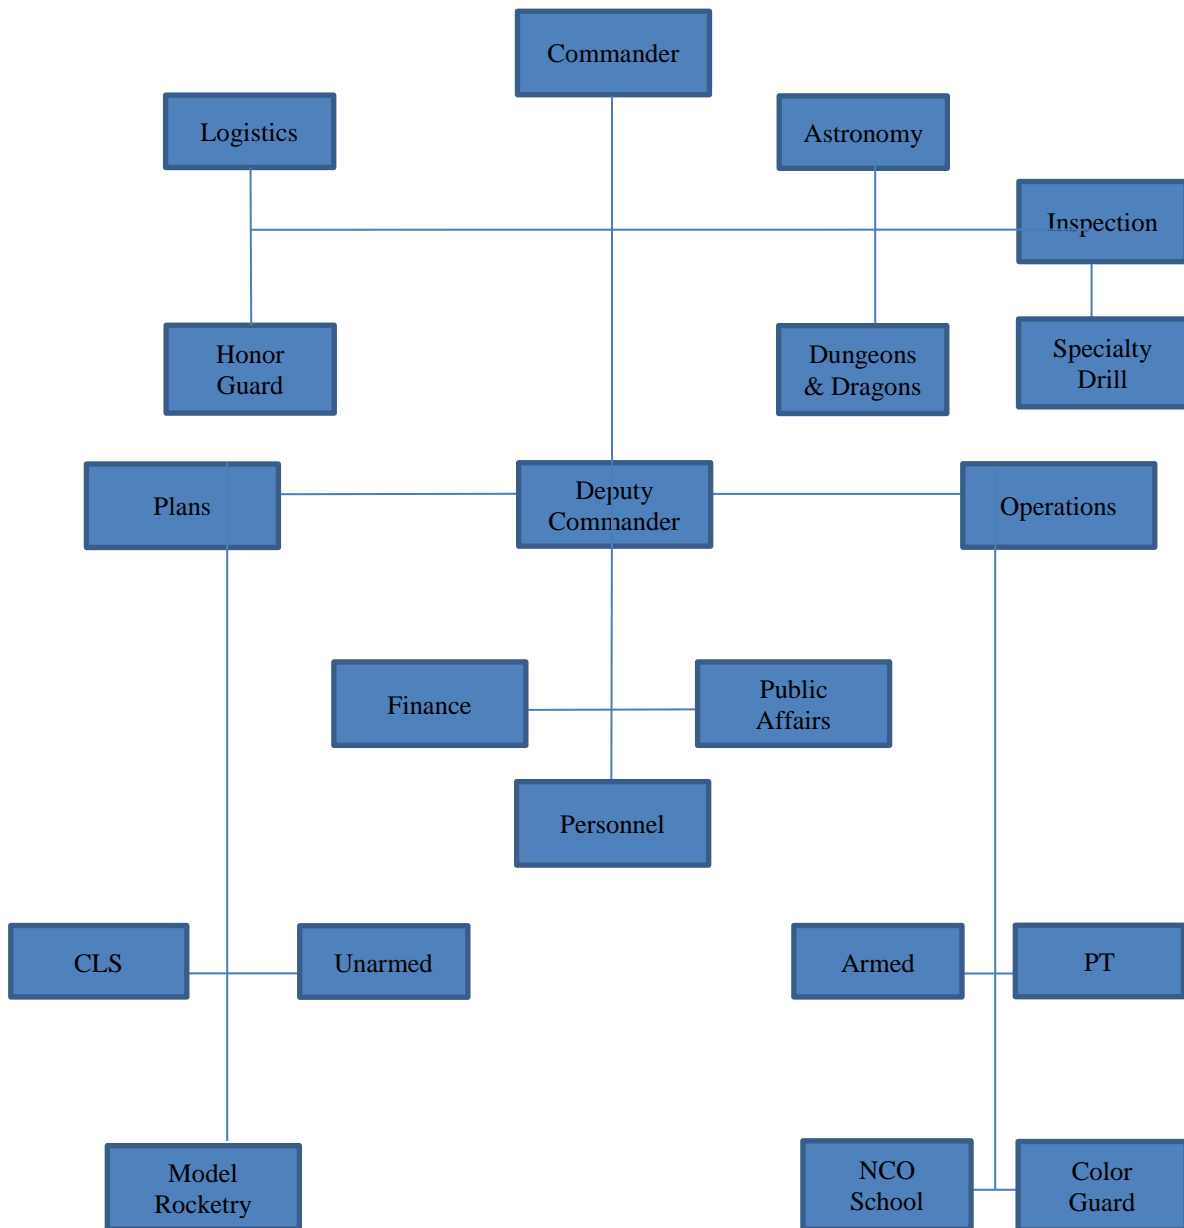 Commander
Logistics
Astronomy
Inspection
Honor
Guard
Dungeons
& Dragons
Specialty
Drill
Plans
Deputy
Commander
Operations
Finance
Public
Affairs
Personnel
CLS
Unarmed
Armed
PT
Model
Rocketry
NCO
School
Color
Guard